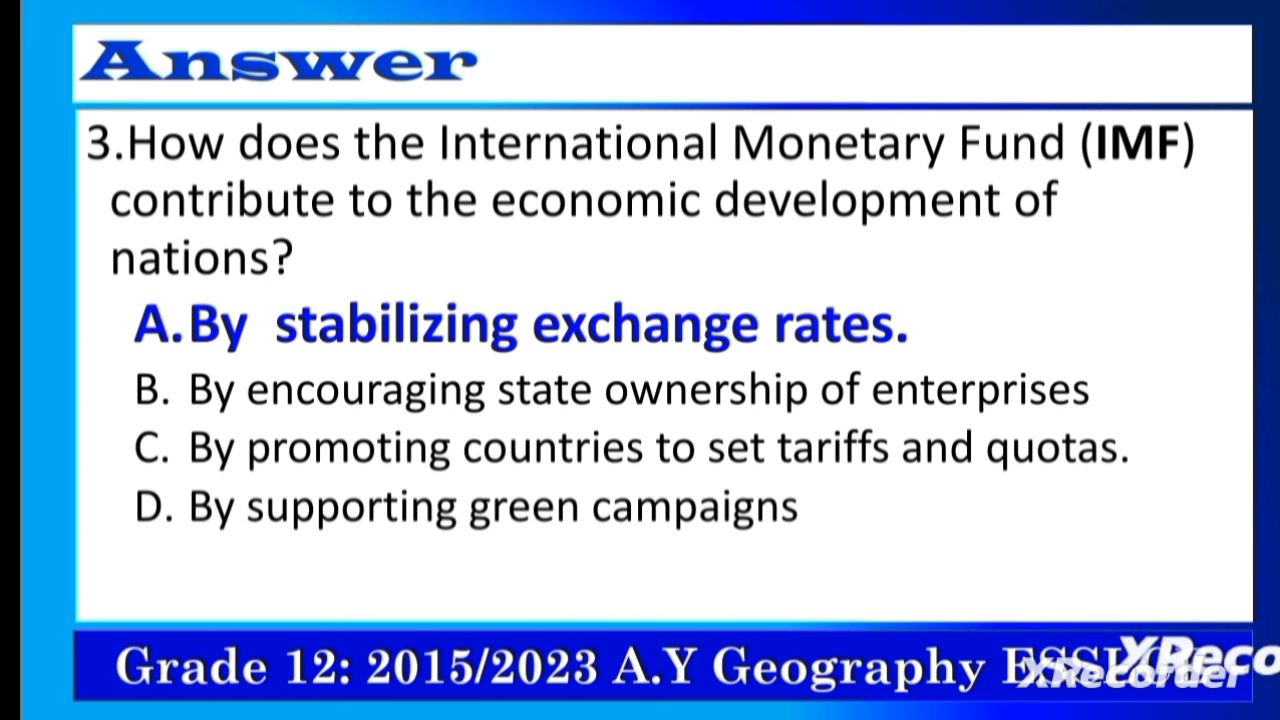 Answer
3.How does the International Monetary Fund (IMF)
contribute to the economic development of
nations?
A.By stabilizing exchange rates.
B. By encouraging state ownership of enterprises
C. By promoting countries to set tariffs and quotas.
D. By supporting green campaigns
Grade 12: 2015/2023 A.Y Geography
XReco
XRecorder